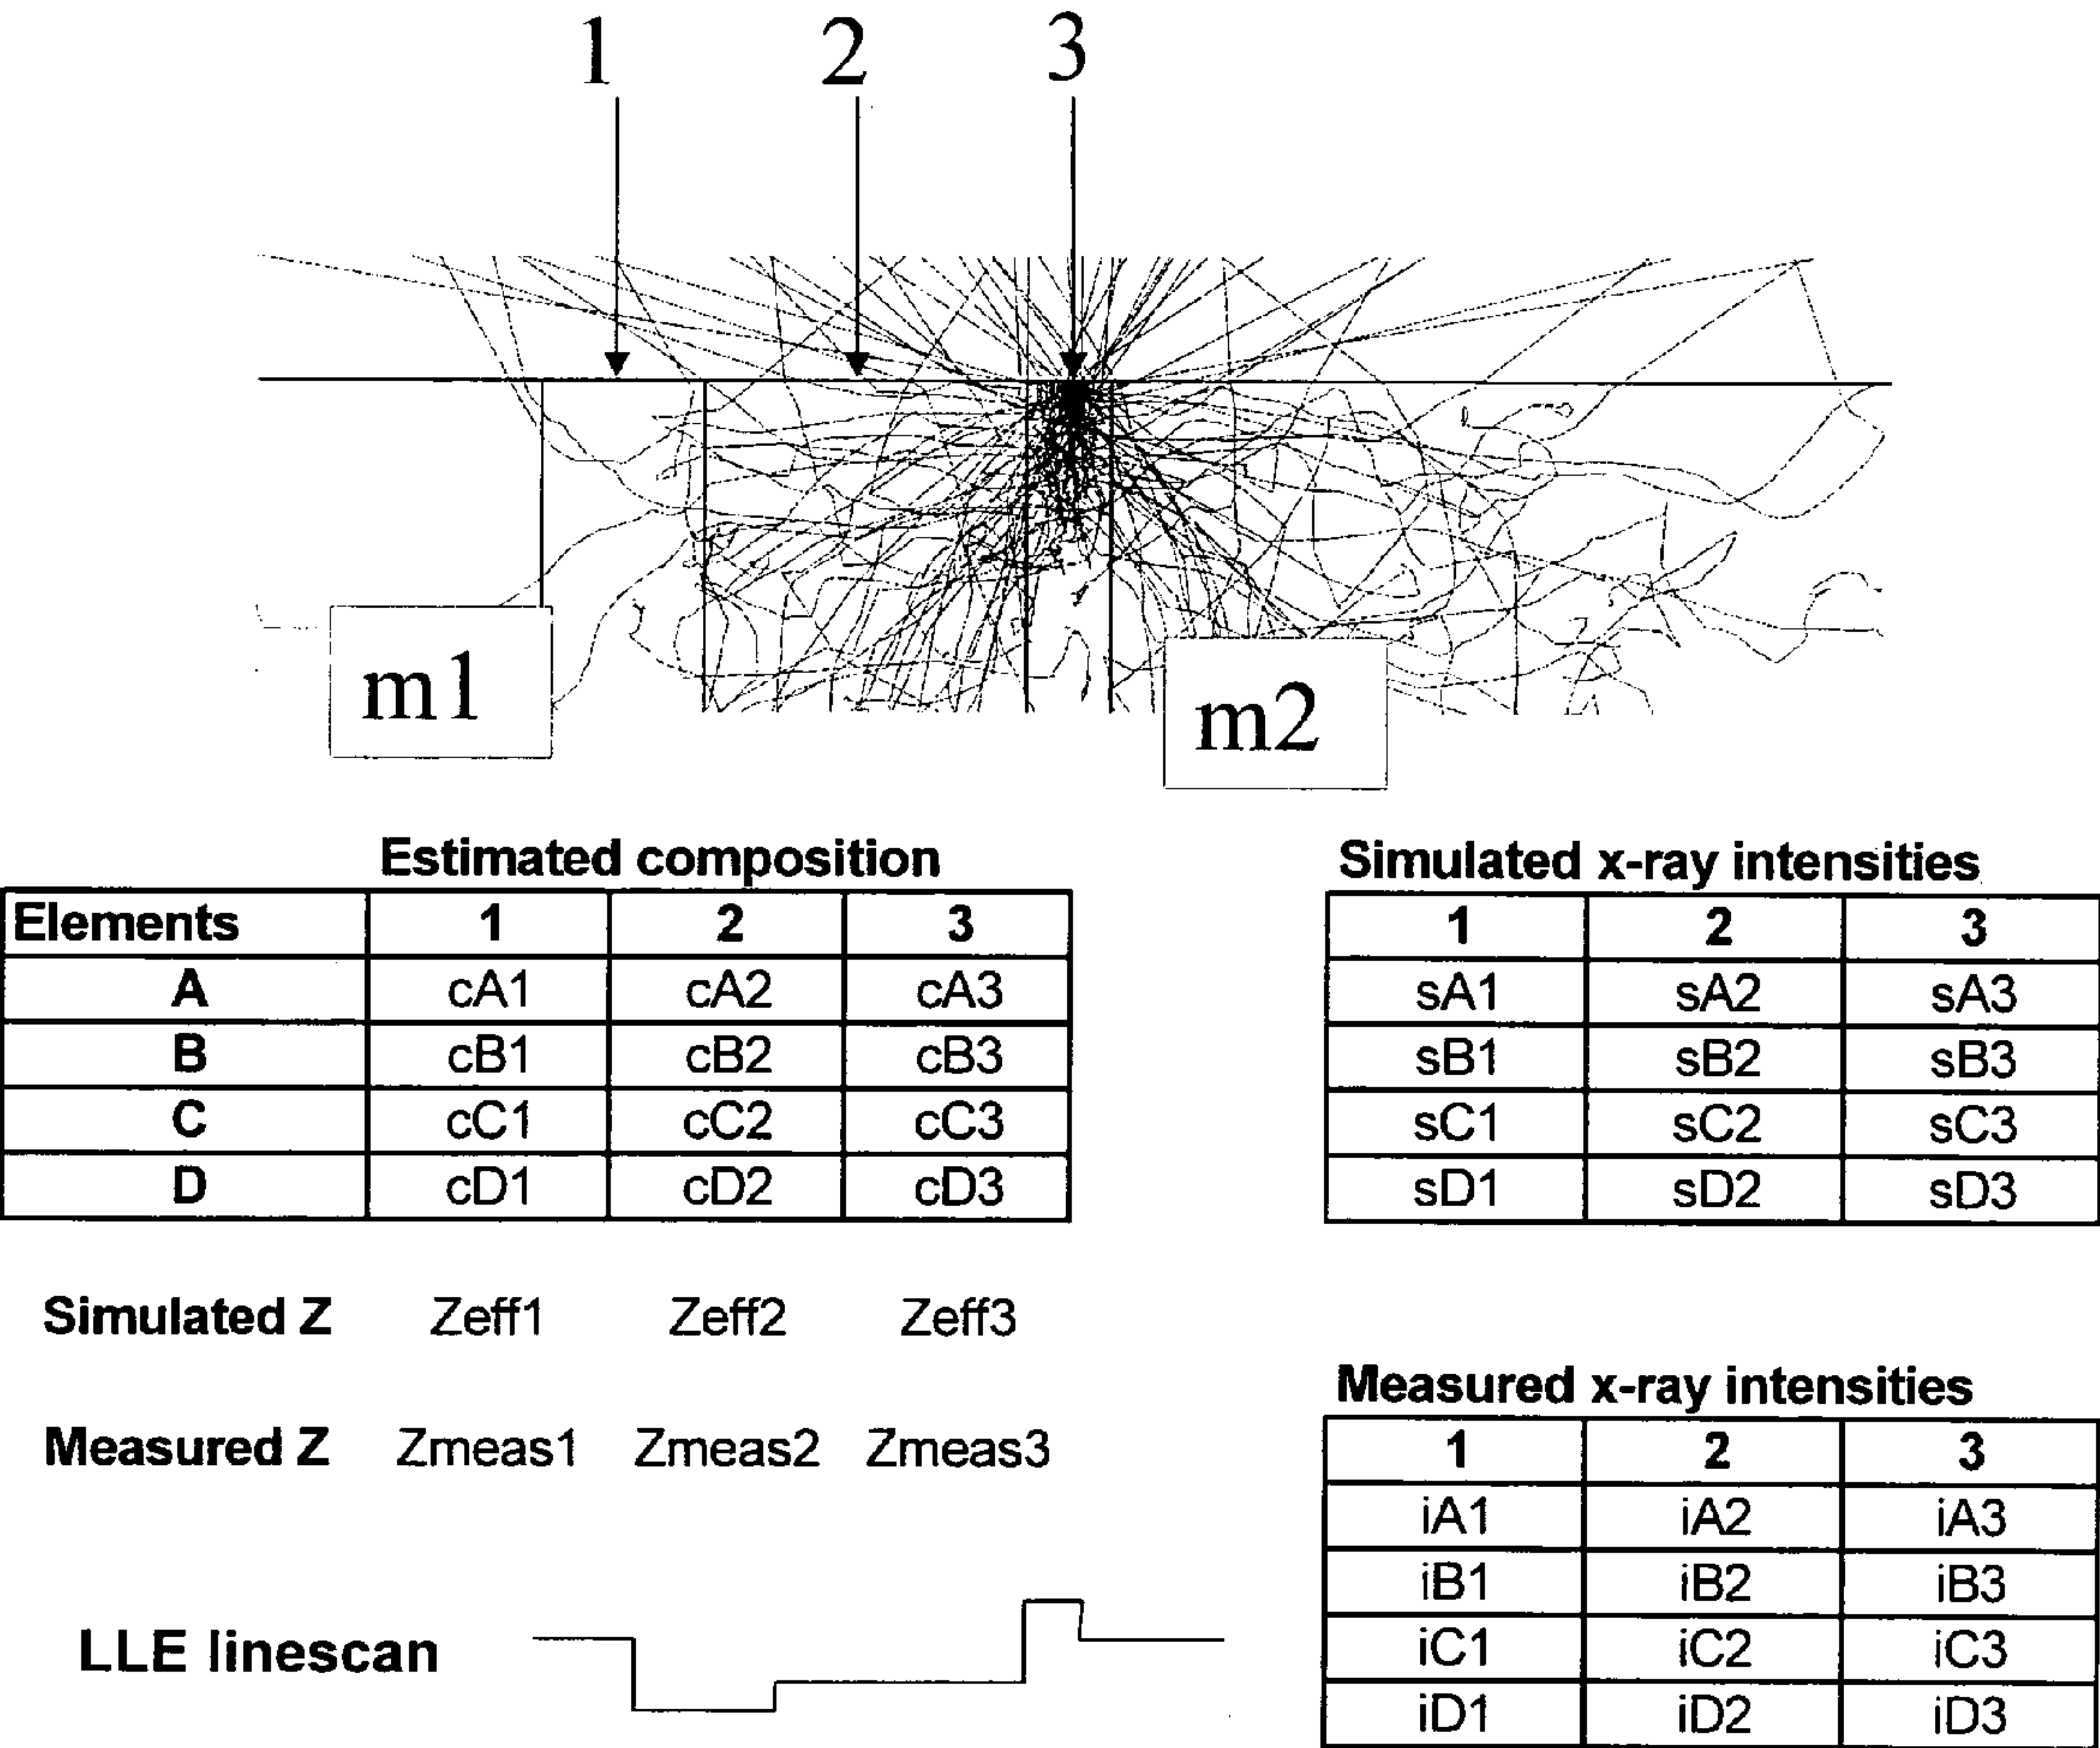 1 2 3
m1
m2
Estimated composition
Elements 1 2 3
A cA1 cA2 cA3
B cB1 cB2 cB3
C cC1 cC2 cC3
D cD1 cD2 cD3
Simulated x-ray intensities
1 2 3
sA1 sA2 sA3
sB1 sB2 sB3
sC1 sC2 sC3
sD1 sD2 sD3
Simulated Z Zeff1 Zeff2 Zeff3
Measured Z Zmeas1 Zmeas2 Zmeas3
Measured x-ray intensities
1 2 3
iA1 iA2 iA3
iB1 iB2 iB3
iC1 iC2 iC3
iD1 iD2 iD3
LLE linescan